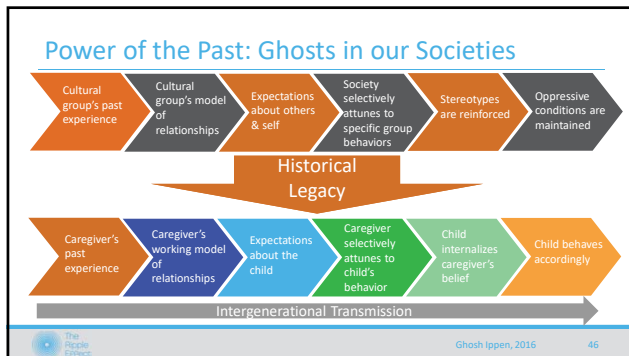 Power of the Past: Ghosts in our Societies
Cultural
group's past
experience
Cultural
group's model
of
relationships
Expectations
about others
& self
Society
selectively
attunes to
specific group
behaviors
Stereotypes
are reinforced
Oppressive
conditions are
maintained
Historical
Legacy
Caregiver's
past
experience
Caregiver's
working model
of
relationships
Expectations
about the
child
Caregiver
selectively
attunes to
child's
behavior
Child
internalizes
caregiver's
belief
Child behaves
accordingly
Intergenerational Transmission
The
Ripple
Effect
Ghosh Ippen, 2016
46